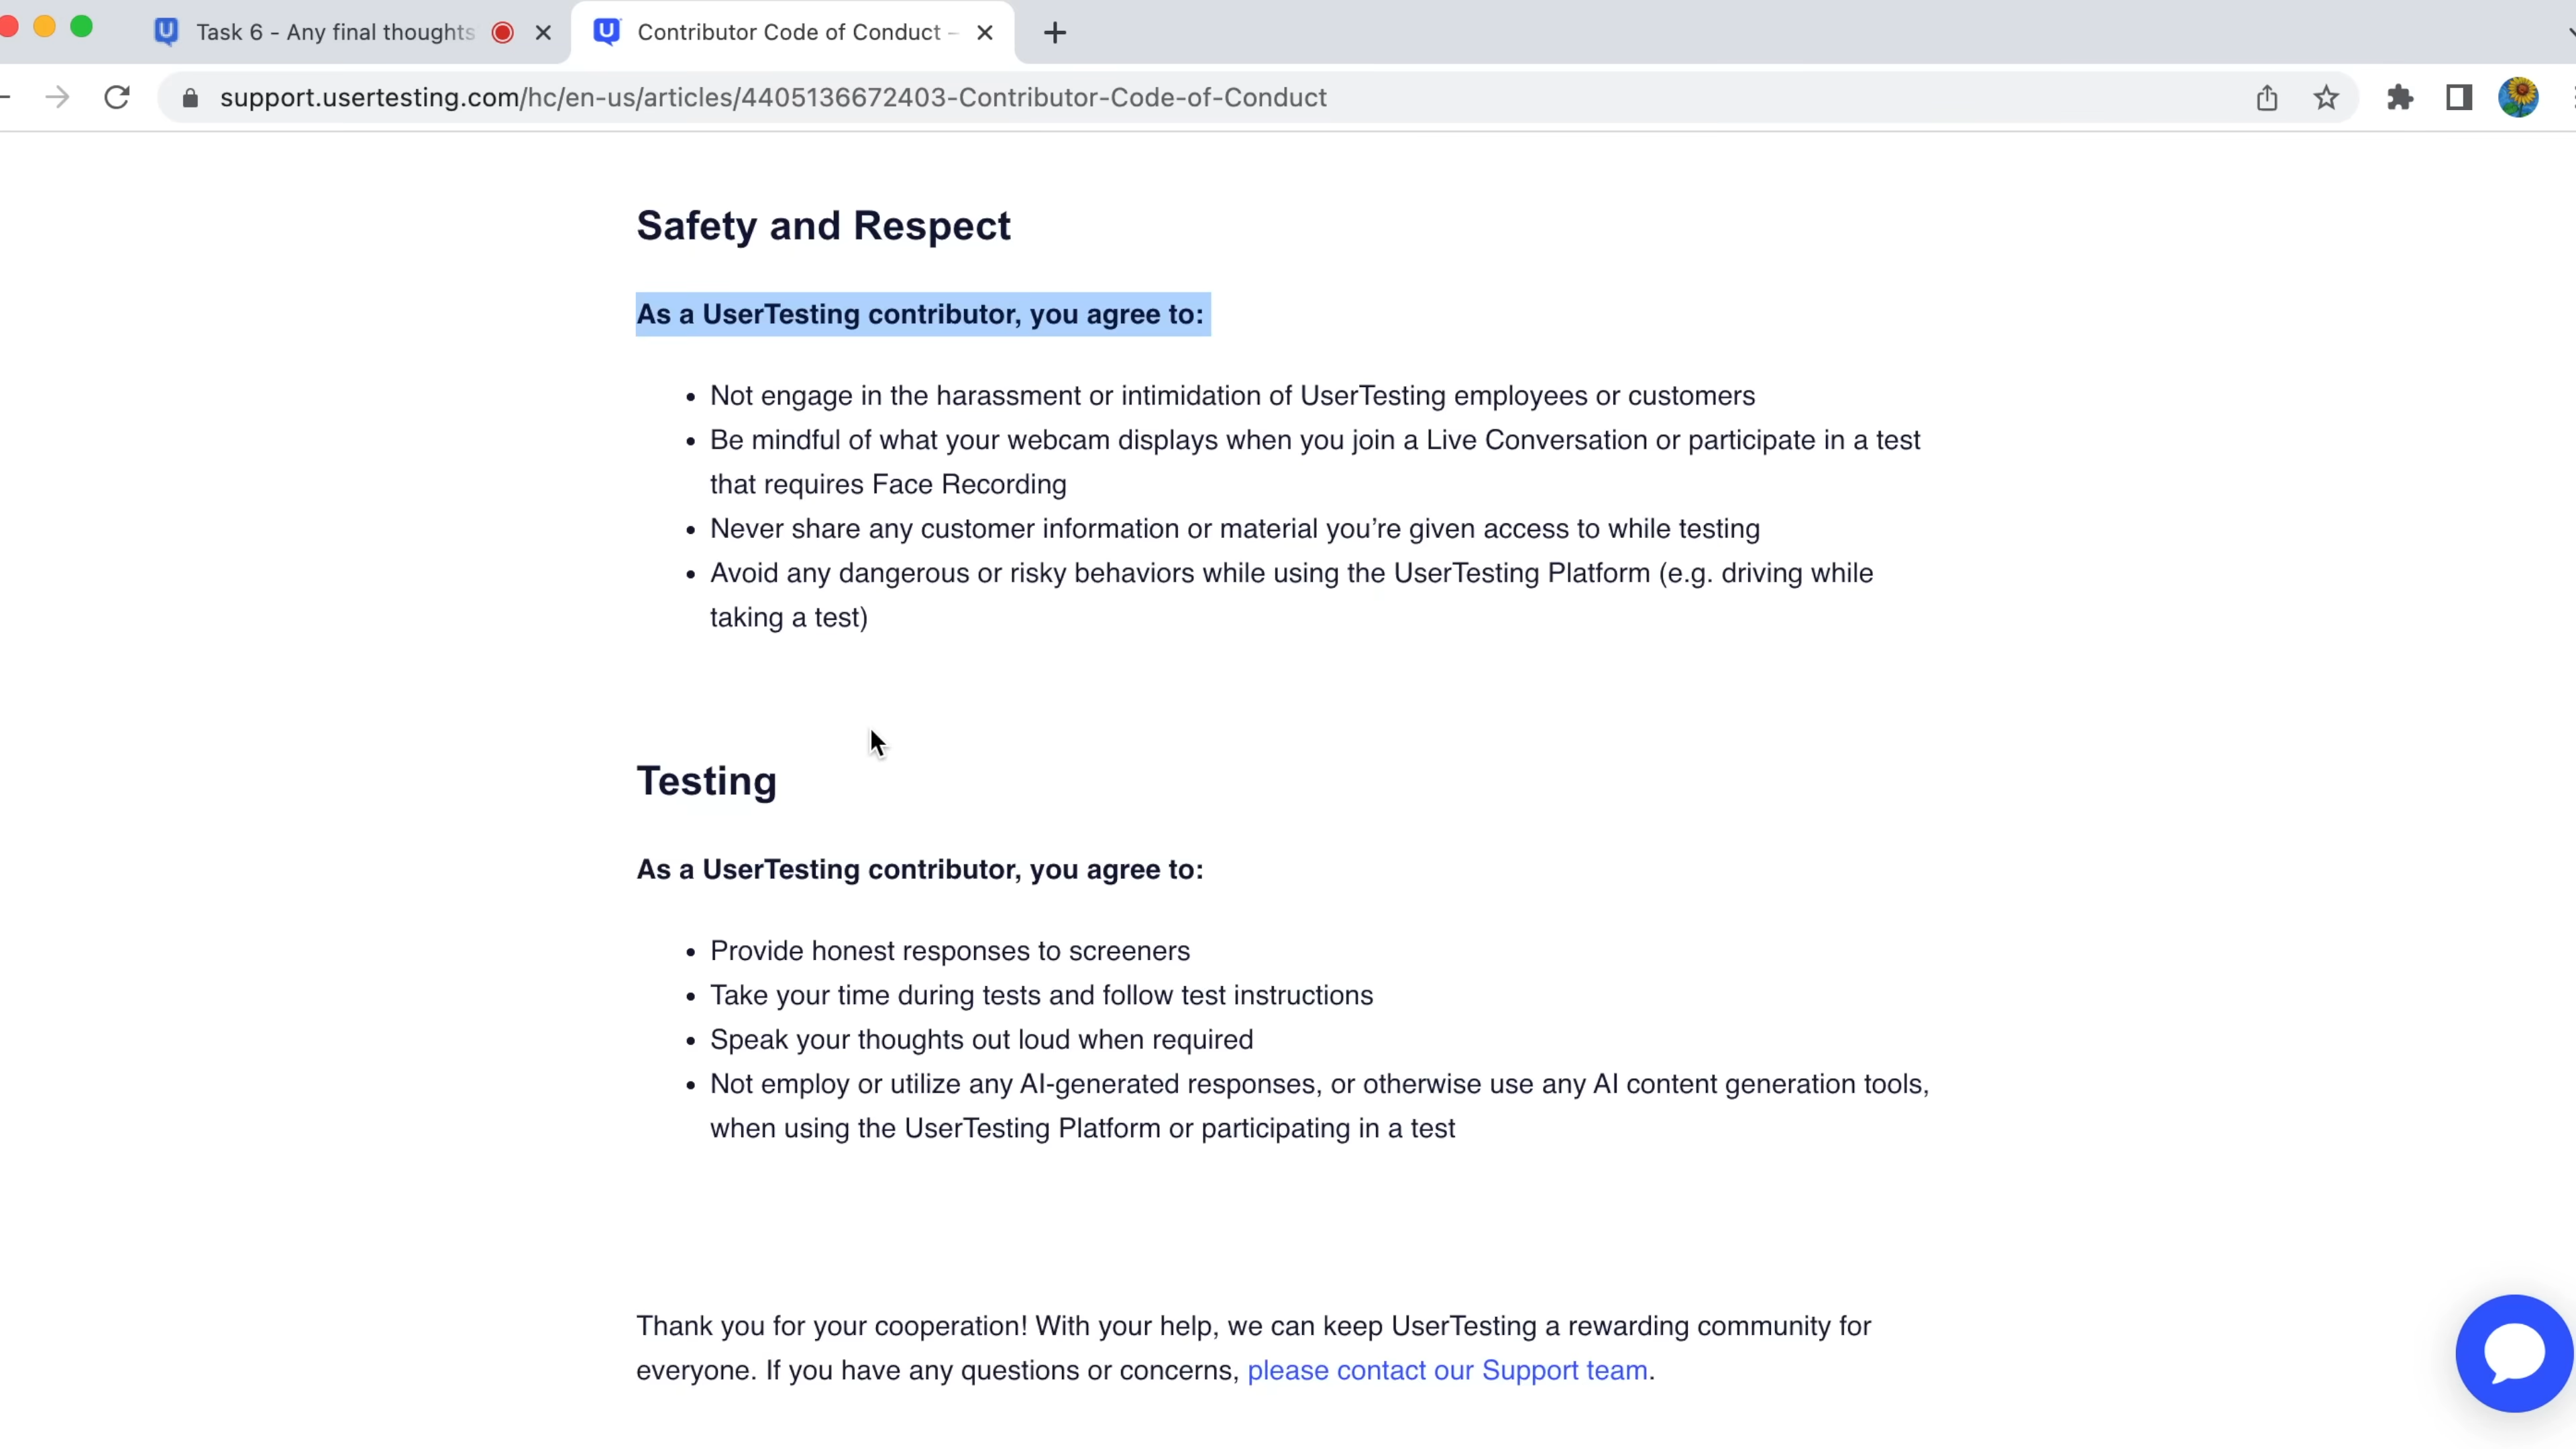 Task 6 - Any final thoughts
Contributor Code of Conduct –
support.usertesting.com/hc/en-us/articles/4405136672403-Contributor-Code-of-Conduct
Safety and Respect
As a UserTesting contributor, you agree to:
• Not engage in the harassment or intimidation of UserTesting employees or customers
• Be mindful of what your webcam displays when you join a Live Conversation or participate in a test
that requires Face Recording
• Never share any customer information or material you’re given access to while testing
• Avoid any dangerous or risky behaviors while using the UserTesting Platform (e.g. driving while
taking a test)
Testing
As a UserTesting contributor, you agree to:
• Provide honest responses to screeners
• Take your time during tests and follow test instructions
• Speak your thoughts out loud when required
• Not employ or utilize any AI-generated responses, or otherwise use any AI content generation tools,
when using the UserTesting Platform or participating in a test
Thank you for your cooperation! With your help, we can keep UserTesting a rewarding community for
everyone. If you have any questions or concerns, please contact our Support team.